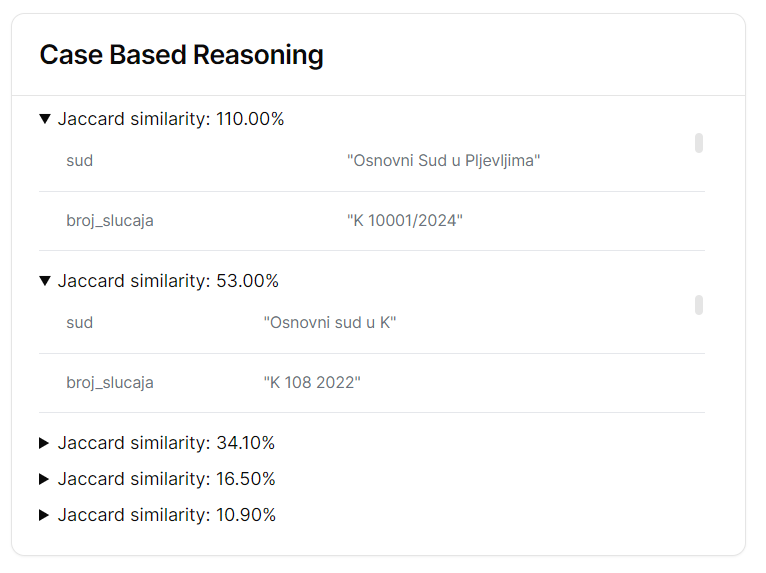 Case Based Reasoning
Jaccard similarity: 110.00%
sud "Osnovni Sud u Pljevljima"
broj_slucaja "K 10001/2024"
Jaccard similarity: 53.00%
sud "Osnovni sud u K"
broj_slucaja "K 108 2022"
Jaccard similarity: 34.10%
Jaccard similarity: 16.50%
Jaccard similarity: 10.90%